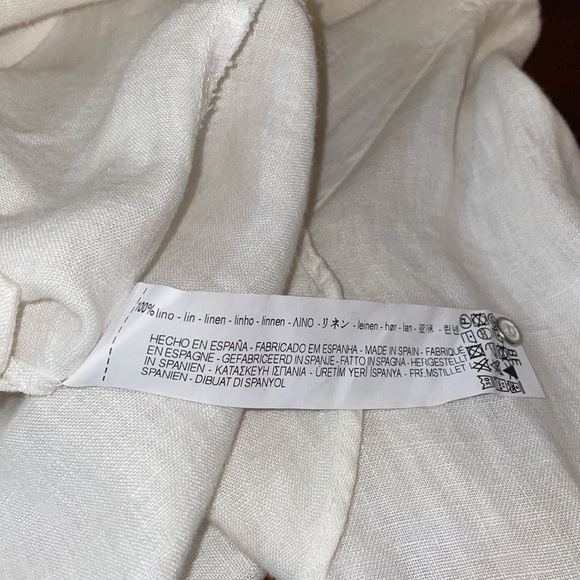 100% lino - lin - linen - linho - linnen - ΛΙΝΟ - リネン - leinen - hør - lan - 亚麻 - 린넨
HECHO EN ESPAÑA - FABRICADO EM ESPANHA - MADE IN SPAIN - FABRIQUÉ
EN ESPAGNE - GEFABRICEERD IN SPANJE - FATTO IN SPAGNA - HERGESTELLT
IN SPANIEN - ΚΑΤΑΣΚΕΥΗ ΙΣΠΑΝΙΑ - ÜRETİM YERİ İSPANYA - FREMSTILLET
SPANIEN - DIBUAT DI SPANYOL